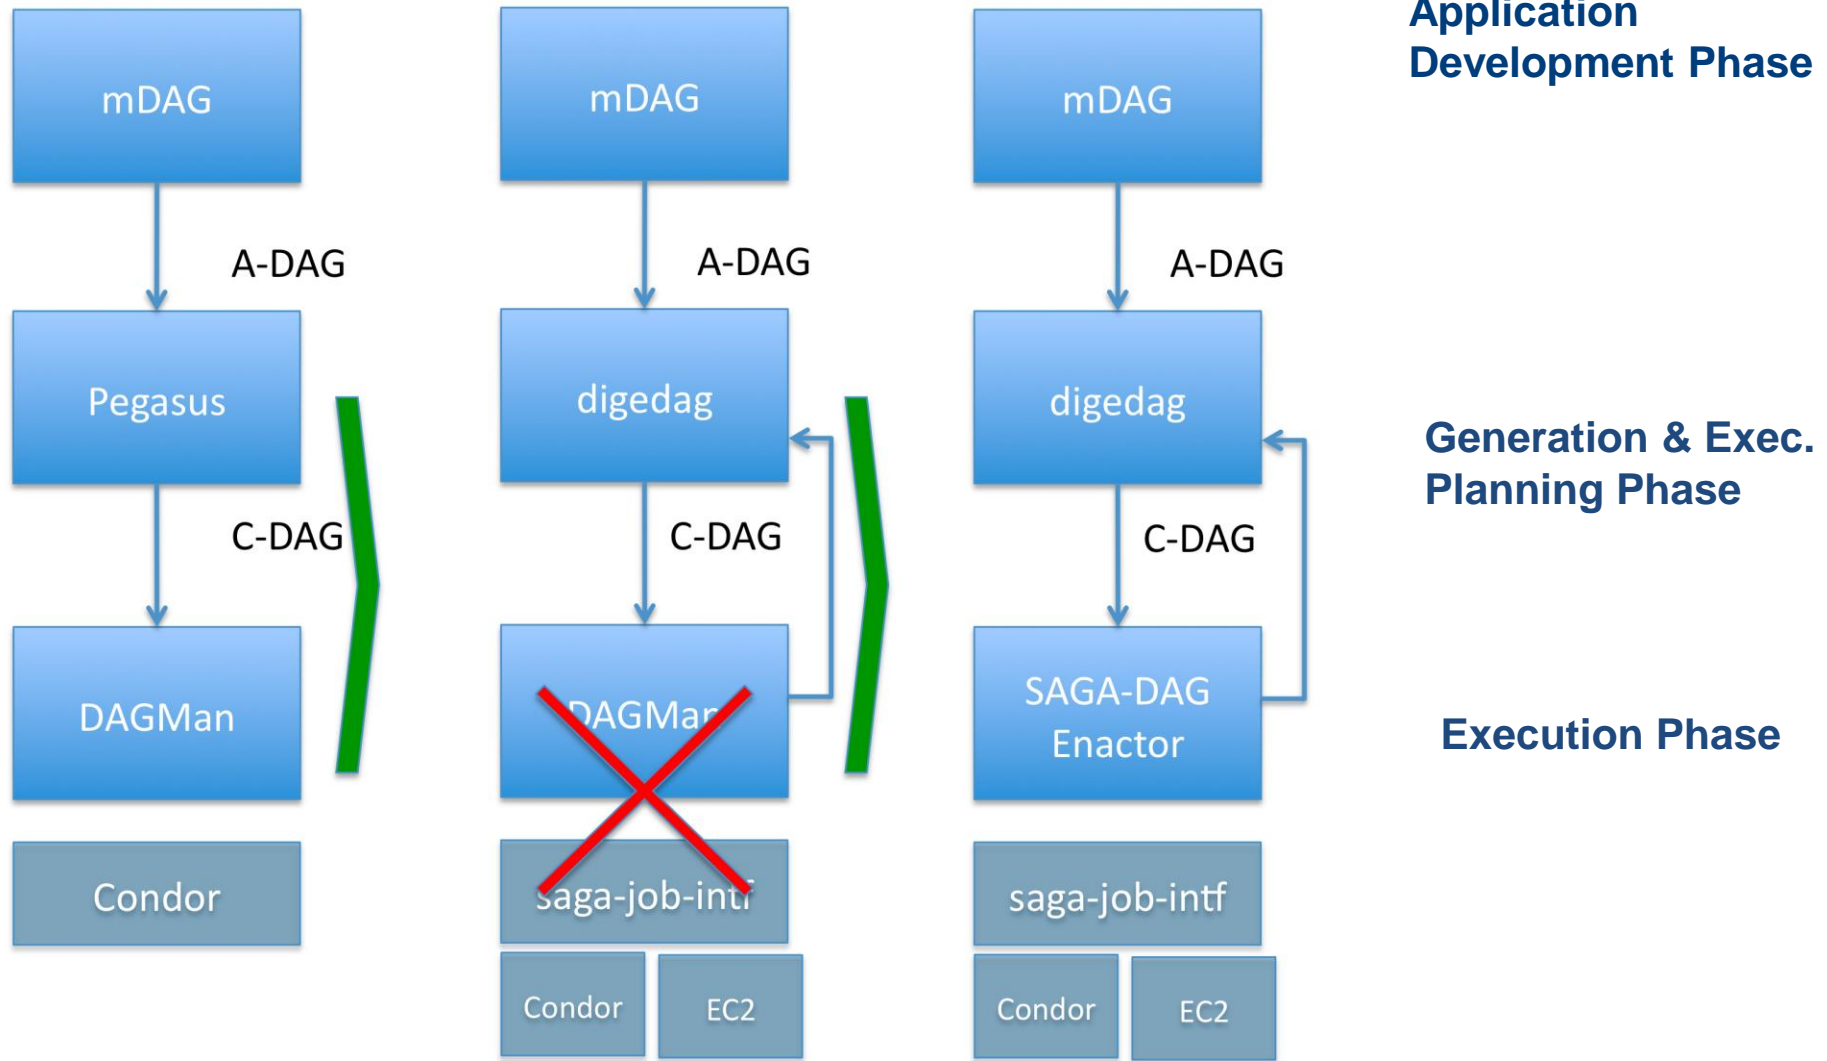 Application
Development Phase
mDAG
mDAG
mDAG
A-DAG
A-DAG
A-DAG
Pegasus
digedag
digedag
Generation & Exec.
Planning Phase
C-DAG
C-DAG
C-DAG
DAGMan
DAGMan
SAGA-DAG
Enactor
Execution Phase
Condor
saga-job-intf
saga-job-intf
Condor
EC2
Condor
EC2